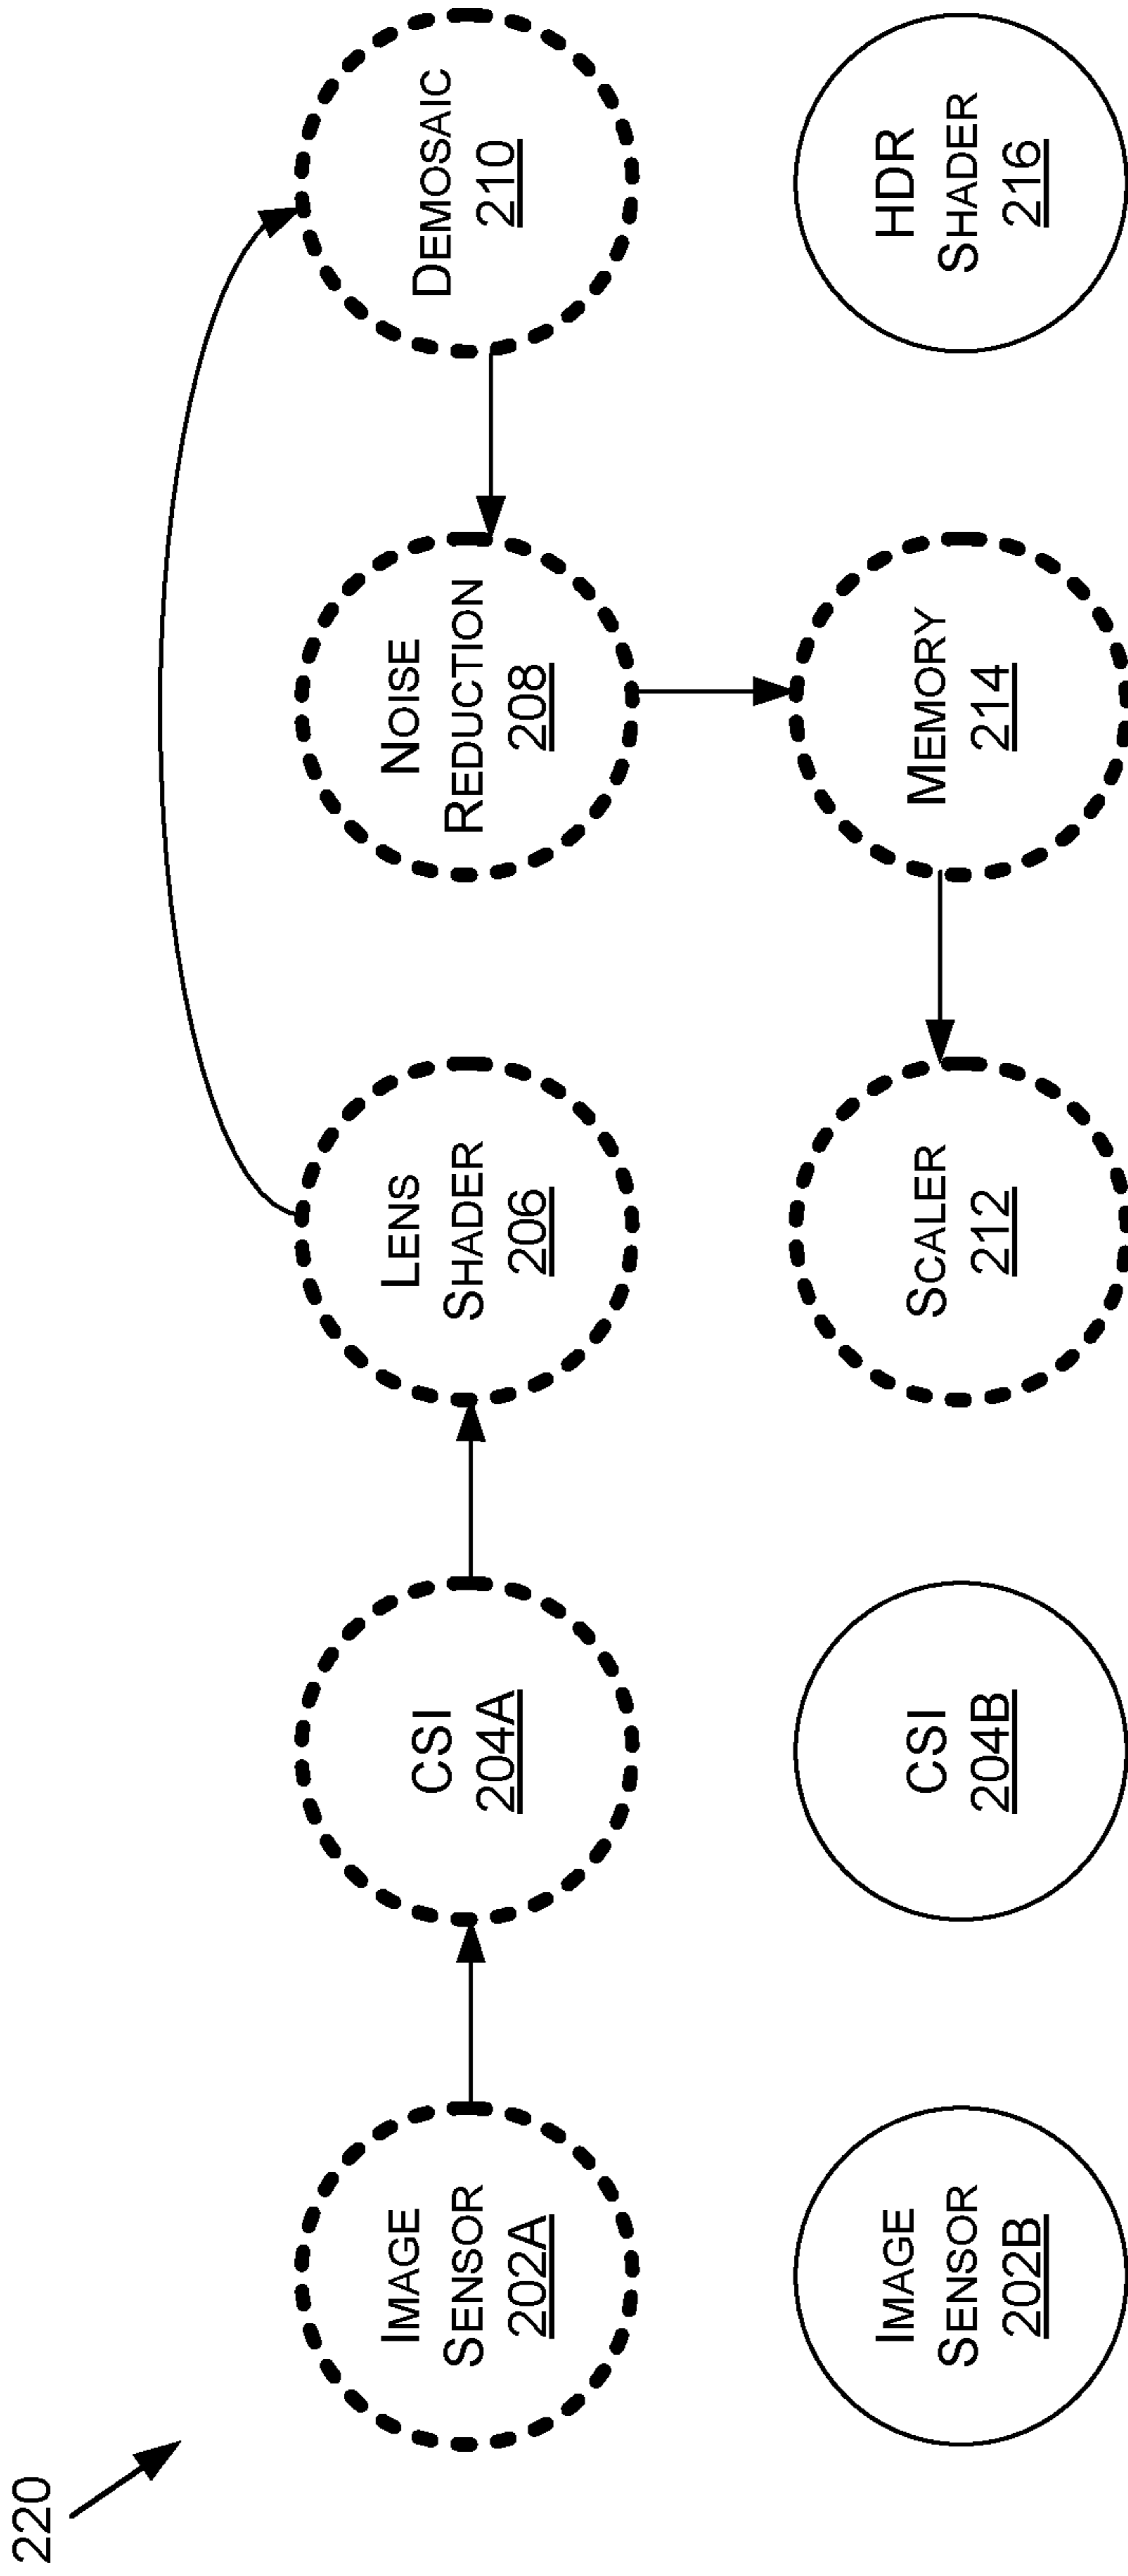 220
IMAGE
SENSOR
202A
CSI
204A
LENS
SHADER
206
NOISE
REDUCTION
208
DEMOSAIC
210
IMAGE
SENSOR
202B
CSI
204B
SCALER
212
MEMORY
214
HDR
SHADER
216